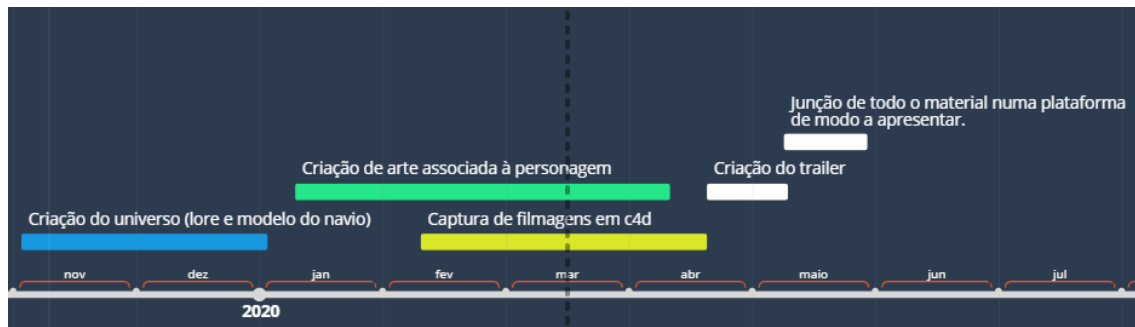 Junção de todo o material numa plataforma
de modo a apresentar.
Criação de arte associada à personagem
Criação do trailer
Criação do universo (lore e modelo do navio)
Captura de filmagens em c4d
nov dez jan fev mar abr maio jun jul
2020